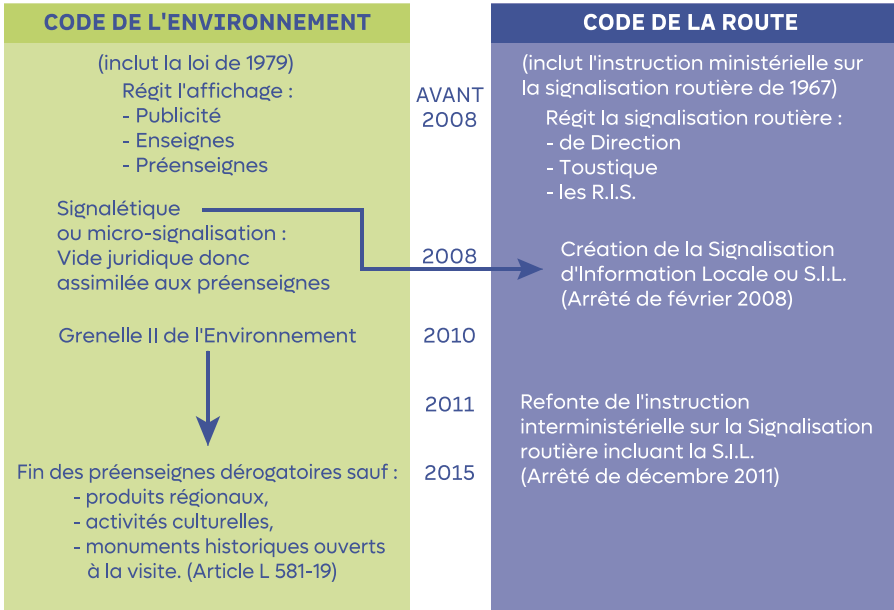 CODE DE L'ENVIRONNEMENT
(inclut la loi de 1979)
Régit l'affichage :
- Publicité
- Enseignes
- Préenseignes
Signalétique
ou micro-signalisation :
Vide juridique donc
assimilée aux préenseignes
Grenelle II de l'Environnement
Fin des préenseignes dérogatoires sauf :
- produits régionaux,
- activités culturelles,
- monuments historiques ouverts
à la visite. (Article L 581-19)
AVANT
2008
2008
2010
2011
2015
CODE DE LA ROUTE
(inclut l'instruction ministérielle sur
la signalisation routière de 1967)
Régit la signalisation routière :
- de Direction
- Toustique
- les R.I.S.
Création de la Signalisation
d'Information Locale ou S.I.L.
(Arrêté de février 2008)
Refonte de l'instruction
interministérielle sur la Signalisation
routière incluant la S.I.L.
(Arrêté de décembre 2011)